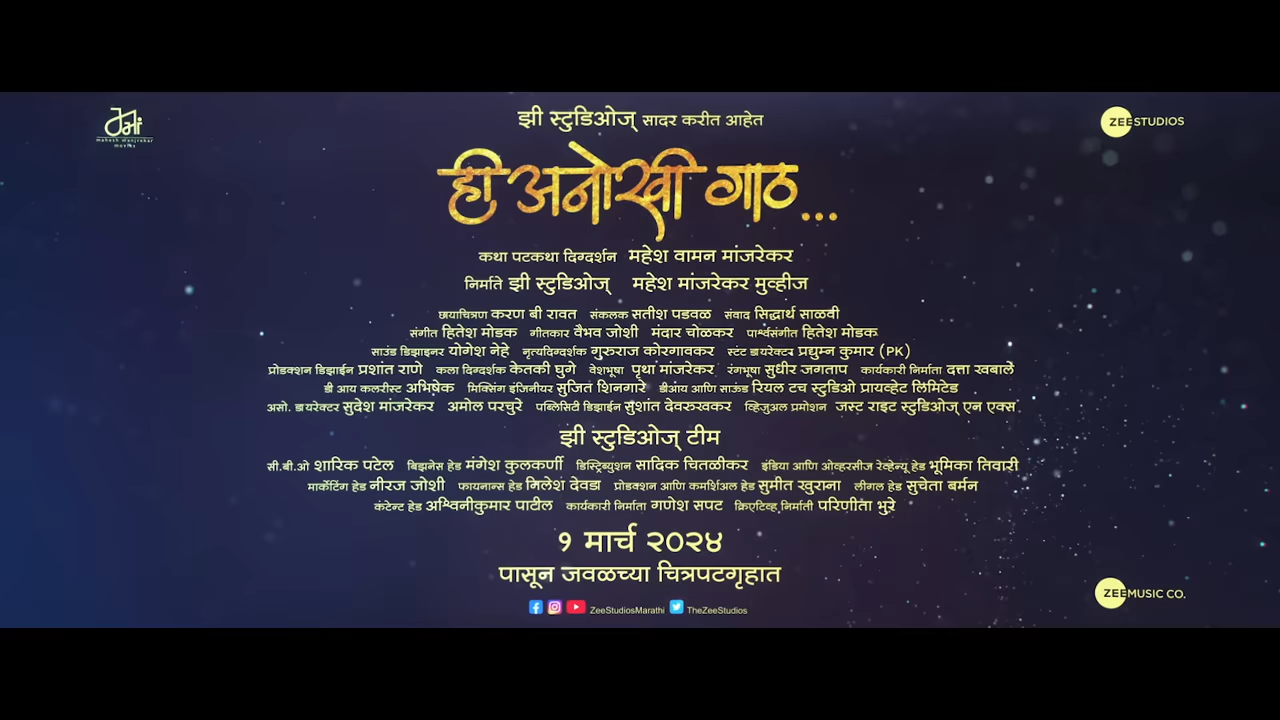 मmां
mahesh manjrekar
movies
झी स्टुडिओज् सादर करीत आहेत
ZEESTUDIOS
ही अनोखी गाठ...
कथा पटकथा दिग्दर्शन महेश वामन मांजरेकर
निर्माते झी स्टुडिओज् महेश मांजरेकर मुव्हीज
छायाचित्रण करण बी रावत संकलक सतीश पडवळ संवाद सिद्धार्थ साळवी
संगीत हितेश मोडक गीतकार वैभव जोशी मंदार चोळकर पार्श्वसंगीत हितेश मोडक
साउंड डिझाइनर योगेश नेहे नृत्यदिग्दर्शक गुरुराज कोरगावकर स्टंट डायरेक्टर प्रद्युम्न कुमार (PK)
प्रोडक्शन डिझाईन प्रशांत राणे कला दिग्दर्शक केतकी घुगे वेशभूषा पृथा मांजरेकर रंगभूषा सुधीर जगताप कार्यकारी निर्माता दत्ता खबाले
डी आय कलरीस्ट अभिषेक मिक्सिंग इंजिनीयर सुजित शिनगारे डीआय आणि साऊंड रियल टच स्टुडिओ प्रायव्हेट लिमिटेड
असो. डायरेक्टर सुदेश मांजरेकर अमोल परचुरे पब्लिसिटी डिझाईन सुशांत देवरुखकर व्हिजुअल प्रमोशन जस्ट राइट स्टुडिओज् एन एक्स
झी स्टुडिओज् टीम
सी.बी.ओ शारिक पटेल बिझनेस हेड मंगेश कुलकर्णी डिस्ट्रिब्युशन सादिक चितळीकर इंडिया आणि ओव्हरसीज रेव्हेन्यू हेड भूमिका तिवारी
मार्केटिंग हेड नीरज जोशी फायनान्स हेड निलेश देवडा प्रोडक्शन आणि कमर्शिअल हेड सुमीत खुराना लीगल हेड सुचेता बर्मन
कंटेन्ट हेड अश्विनीकुमार पाटील कार्यकारी निर्माता गणेश सपट क्रिएटिव्ह निर्माती परिणीता भुरे
१ मार्च २०२४
पासून जवळच्या चित्रपटगृहात
ZeeStudiosMarathi TheZeeStudios
ZEEMUSIC CO.